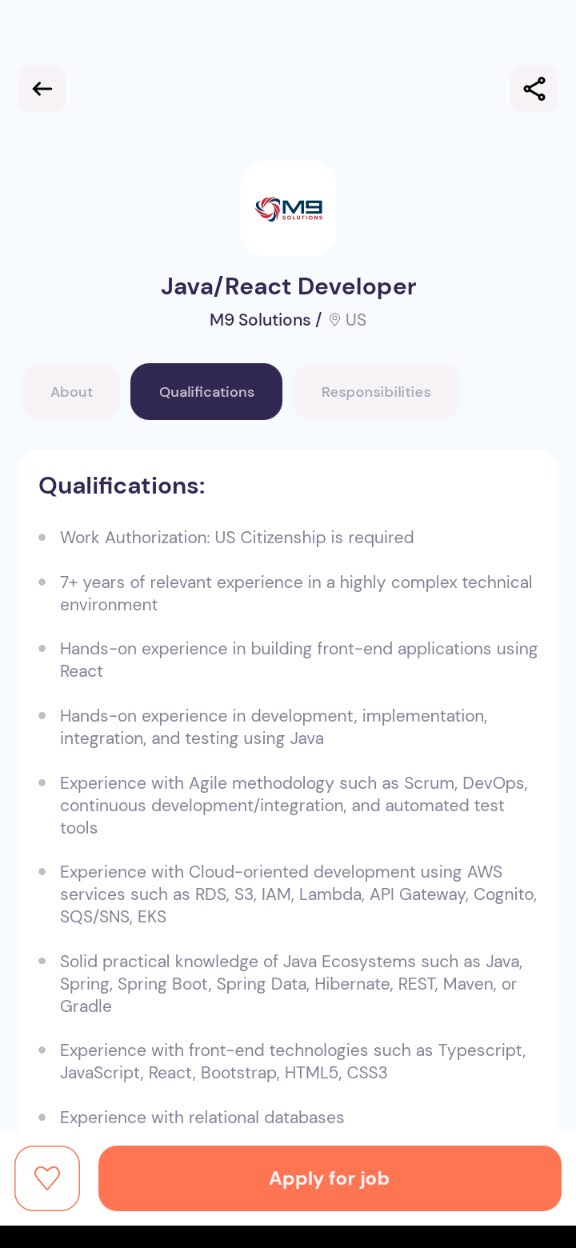 M9
SOLUTIONS
Java/React Developer
M9 Solutions / US
About
Qualifications
Responsibilities
Qualifications:
Work Authorization: US Citizenship is required
7+ years of relevant experience in a highly complex technical
environment
Hands-on experience in building front-end applications using
React
Hands-on experience in development, implementation,
integration, and testing using Java
Experience with Agile methodology such as Scrum, DevOps,
continuous development/integration, and automated test
tools
Experience with Cloud-oriented development using AWS
services such as RDS, S3, IAM, Lambda, API Gateway, Cognito,
SQS/SNS, EKS
Solid practical knowledge of Java Ecosystems such as Java,
Spring, Spring Boot, Spring Data, Hibernate, REST, Maven, or
Gradle
Experience with front-end technologies such as Typescript,
JavaScript, React, Bootstrap, HTML5, CSS3
Experience with relational databases
Apply for job